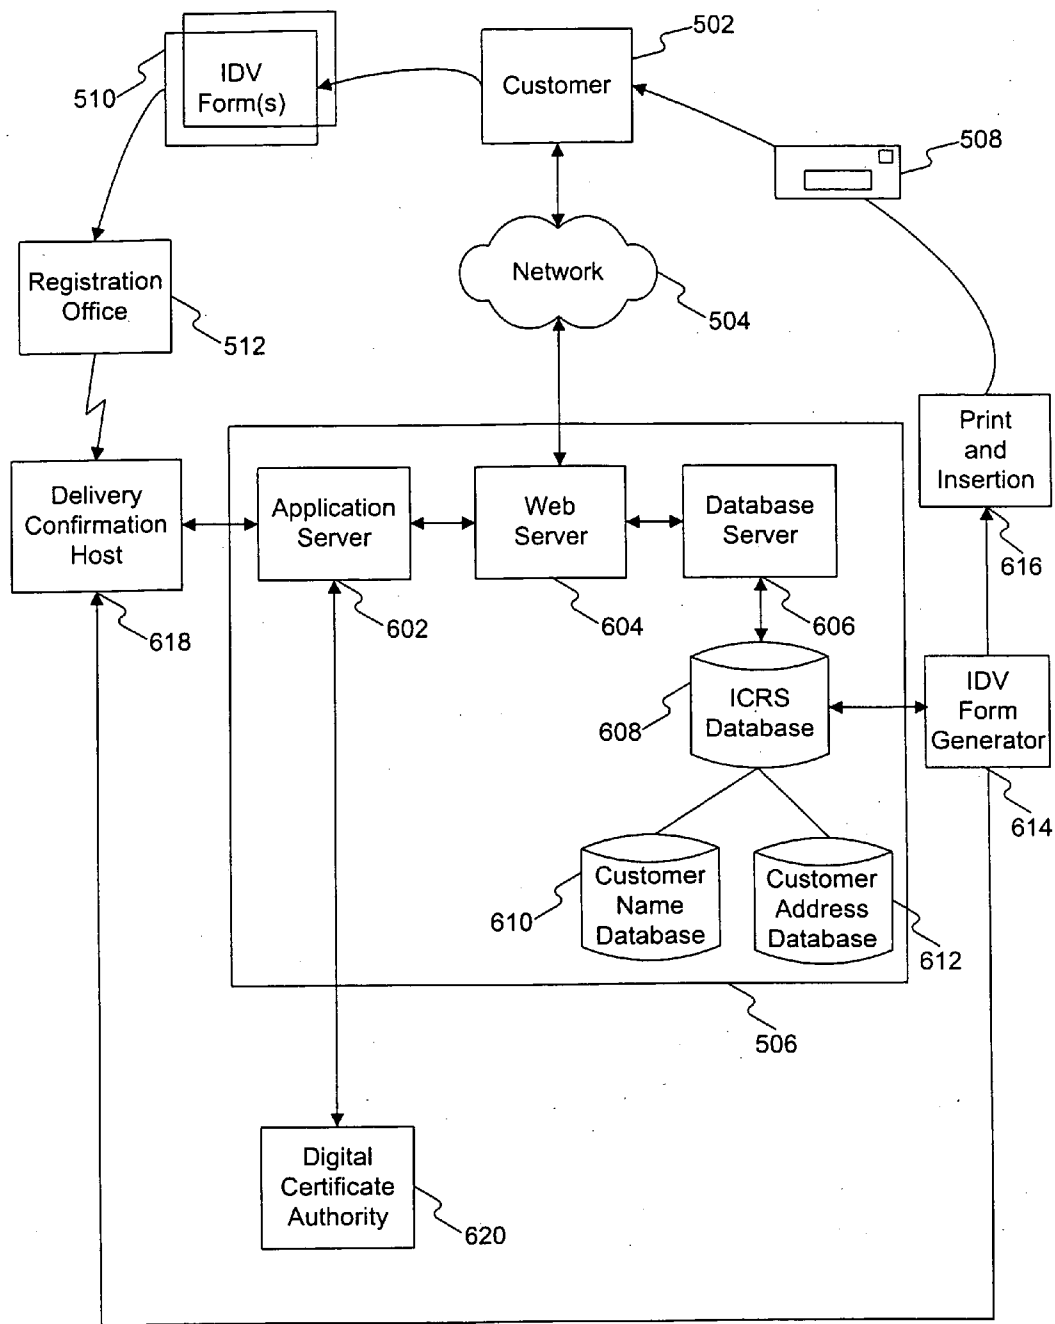 502
IDV
Form(s)
510
Customer
508
Network
504
Registration
Office
512
Print
and
Insertion
616
Delivery
Confirmation
Host
618
Application
Server
602
Web
Server
604
Database
Server
606
ICRS
Database
608
IDV
Form
Generator
614
Customer
Name
Database
610
Customer
Address
Database
612
506
Digital
Certificate
Authority
620